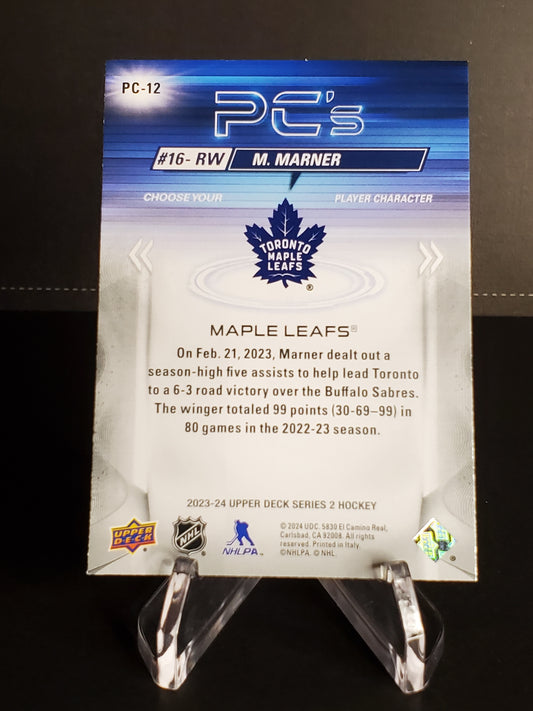 PC-12
PC's
#16- RW M. MARNER
CHOOSE YOUR PLAYER CHARACTER
TORONTO
MAPLE
LEAFS
®
MAPLE LEAFS®
On Feb. 21, 2023, Marner dealt out a
season-high five assists to help lead Toronto
to a 6-3 road victory over the Buffalo Sabres.
The winger totaled 99 points (30-69–99) in
80 games in the 2022-23 season.
2023-24 UPPER DECK SERIES 2 HOCKEY
UPPER
DECK
NHL
NHLPA
© 2024 UDC. 5830 El Camino Real,
Carlsbad, CA 92008. All rights
reserved. Printed in Italy.
©NHLPA. © NHL.